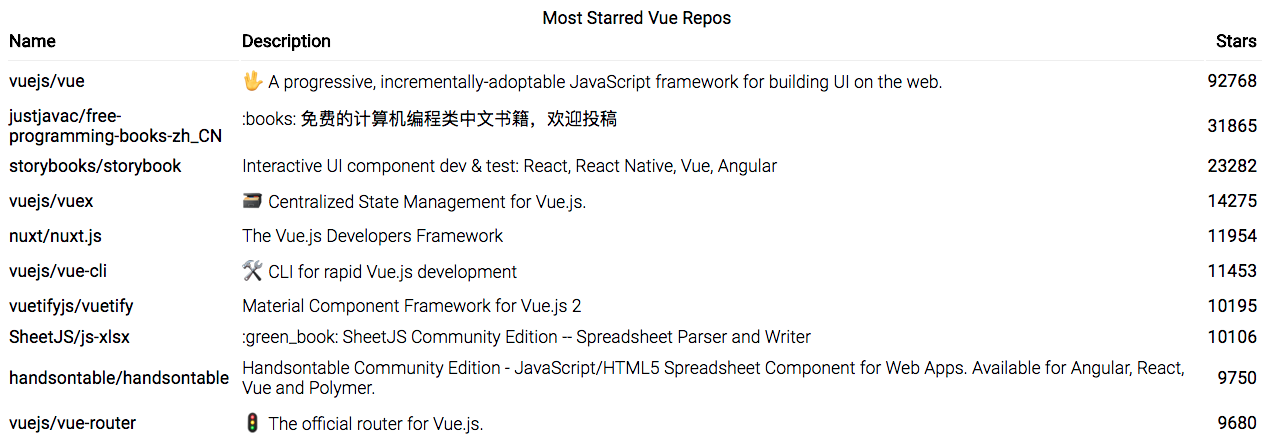 Most Starred Vue Repos
Name Description Stars
vuejs/vue 🖖 A progressive, incrementally-adoptable JavaScript framework for building UI on the web. 92768
justjavac/free-
programming-books-zh_CN :books: 免费的计算机编程类中文书籍，欢迎投稿 31865
storybooks/storybook Interactive UI component dev & test: React, React Native, Vue, Angular 23282
vuejs/vuex 🗃️ Centralized State Management for Vue.js. 14275
nuxt/nuxt.js The Vue.js Developers Framework 11954
vuejs/vue-cli 🛠️ CLI for rapid Vue.js development 11453
vuetifyjs/vuetify Material Component Framework for Vue.js 2 10195
SheetJS/js-xlsx :green_book: SheetJS Community Edition -- Spreadsheet Parser and Writer 10106
handsontable/handsontable Handsontable Community Edition - JavaScript/HTML5 Spreadsheet Component for Web Apps. Available for Angular, React,
Vue and Polymer. 9750
vuejs/vue-router 🚦 The official router for Vue.js. 9680